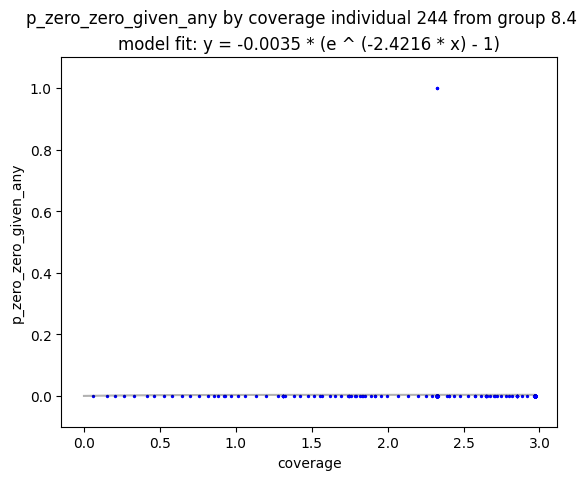 p_zero_zero_given_any by coverage individual 244 from group 8.4
model fit: y = -0.0035 * (e ^ (-2.4216 * x) - 1)
1.0
0.8
0.6
0.4
0.2
0.0
p_zero_zero_given_any
0.0 0.5 1.0 1.5 2.0 2.5 3.0
coverage